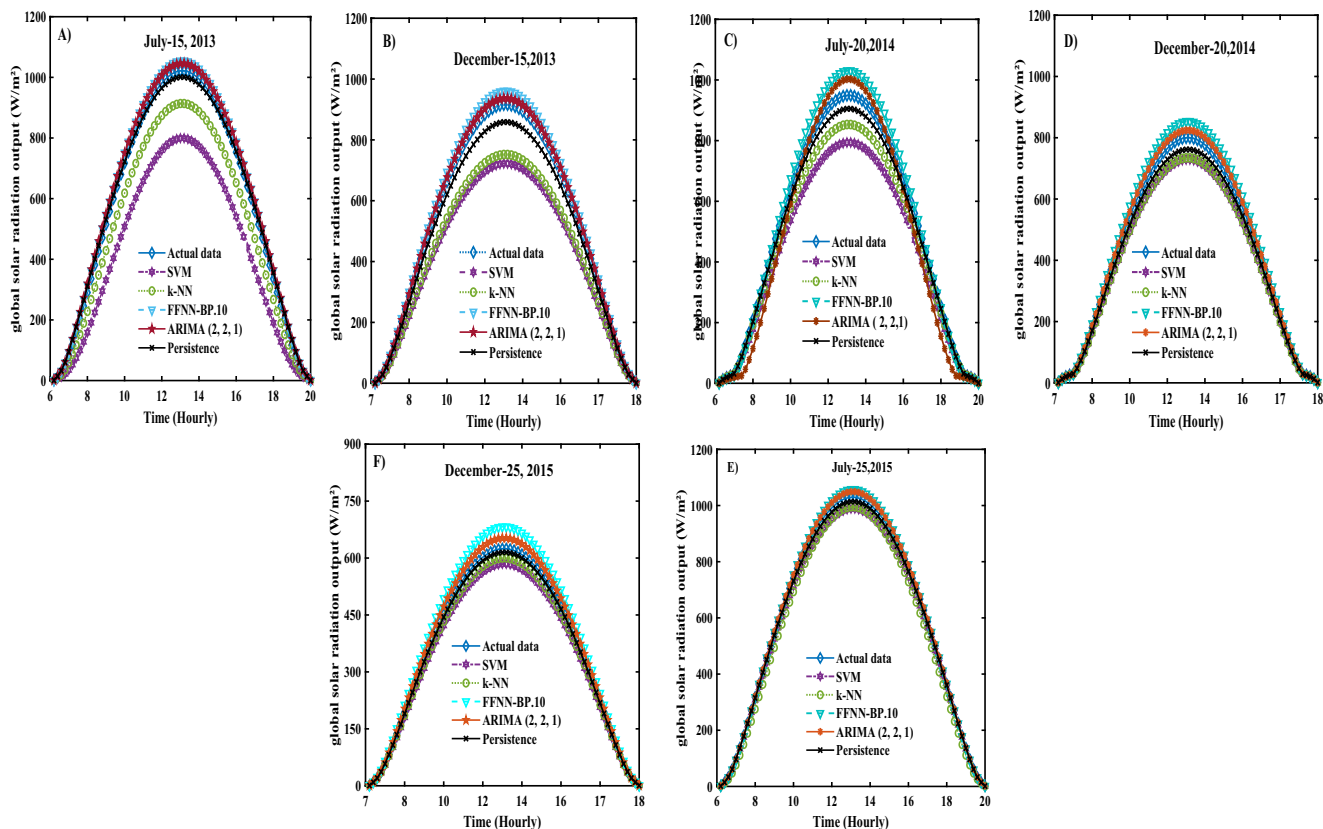 A)
July-15, 2013
global solar radiation output (W/m²)
1200
1000
800
600
400
200
0
Actual data
SVM
k-NN
FFNN-BP.10
ARIMA (2, 2, 1)
Persistence
6 8 10 12 14 16 18 20
Time (Hourly)
B)
December-15,2013
global solar radiation output (W/m²)
1200
1000
800
600
400
200
0
Actual data
SVM
k-NN
FFNN-BP.10
ARIMA (2, 2, 1)
Persistence
7 8 10 12 14 16 18
Time (Hourly)
C)
July-20,2014
global solar radiation output (W/m²)
1200
1000
800
600
400
200
0
Actual data
SVM
k-NN
FFNN-BP.10
ARIMA ( 2, 2,1)
Persistence
6 8 10 12 14 16 18 20
Time (Hourly)
D)
December-20,2014
global solar radiation output (W/m²)
1200
1000
800
600
400
200
0
Actual data
SVM
k-NN
FFNN-BP.10
ARIMA (2, 2, 1)
Persistence
7 8 10 12 14 16 18
Time (Hourly)
F)
December-25, 2015
global solar radiation output (W/m²)
900
750
600
450
300
150
0
Actual data
SVM
k-NN
FFNN-BP.10
ARIMA (2, 2, 1)
Persistence
7 8 10 12 14 16 17 18
Time (Hourly)
E)
July-25,2015
global solar radiation output (W/m²)
1200
1000
800
600
400
200
0
Actual data
SVM
k-NN
FFNN-BP.10
ARIMA (2, 2, 1)
Persistence
6 8 10 12 14 16 18 20
Time (Hourly)